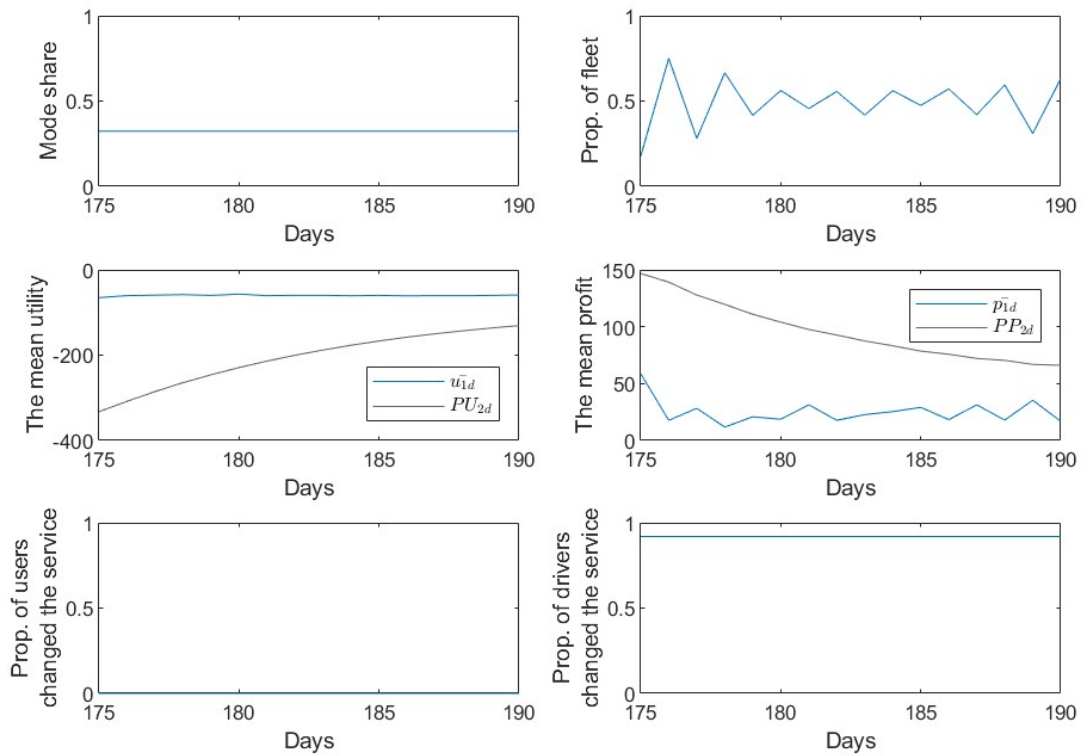 1
0.5
0
Mode share
175 180 185 190
Days
1
0.5
0
Prop. of fleet
175 180 185 190
Days
0
-200
-400
The mean utility
ū1d
PU2d
175 180 185 190
Days
150
100
50
0
The mean profit
p̄1d
PP2d
175 180 185 190
Days
1
0.5
0
Prop. of users
changed the service
175 180 185 190
Days
1
0.5
0
Prop. of drivers
changed the service
175 180 185 190
Days